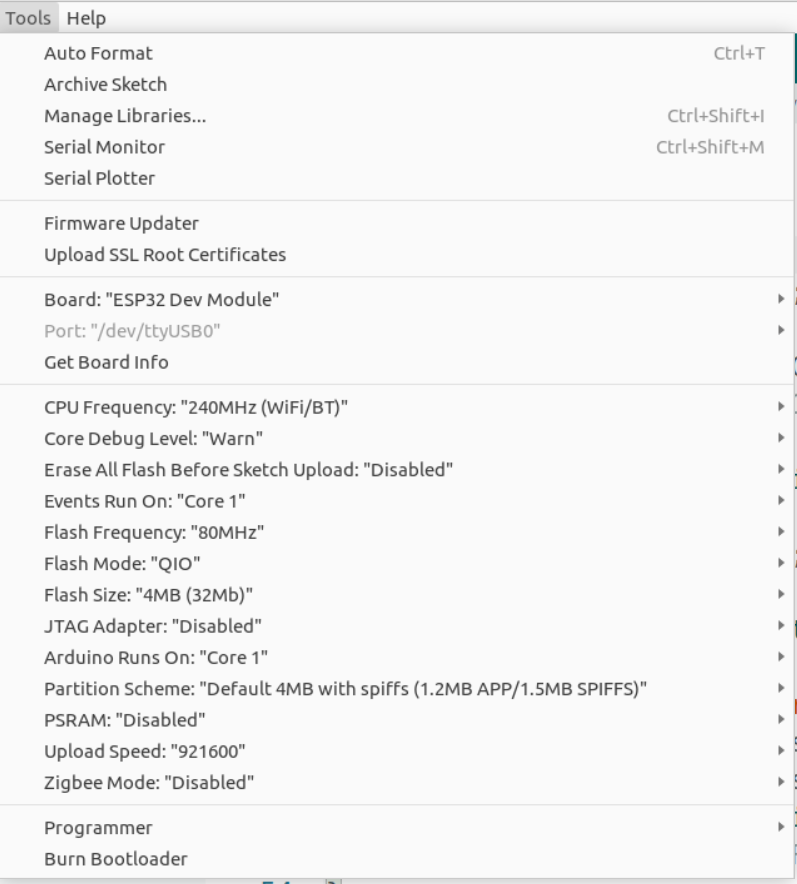 Tools Help
Auto Format Ctrl+T
Archive Sketch
Manage Libraries... Ctrl+Shift+I
Serial Monitor Ctrl+Shift+M
Serial Plotter
Firmware Updater
Upload SSL Root Certificates
Board: "ESP32 Dev Module"
Port: "/dev/ttyUSB0"
Get Board Info
CPU Frequency: "240MHz (WiFi/BT)"
Core Debug Level: "Warn"
Erase All Flash Before Sketch Upload: "Disabled"
Events Run On: "Core 1"
Flash Frequency: "80MHz"
Flash Mode: "QIO"
Flash Size: "4MB (32Mb)"
JTAG Adapter: "Disabled"
Arduino Runs On: "Core 1"
Partition Scheme: "Default 4MB with spiffs (1.2MB APP/1.5MB SPIFFS)"
PSRAM: "Disabled"
Upload Speed: "921600"
Zigbee Mode: "Disabled"
Programmer
Burn Bootloader